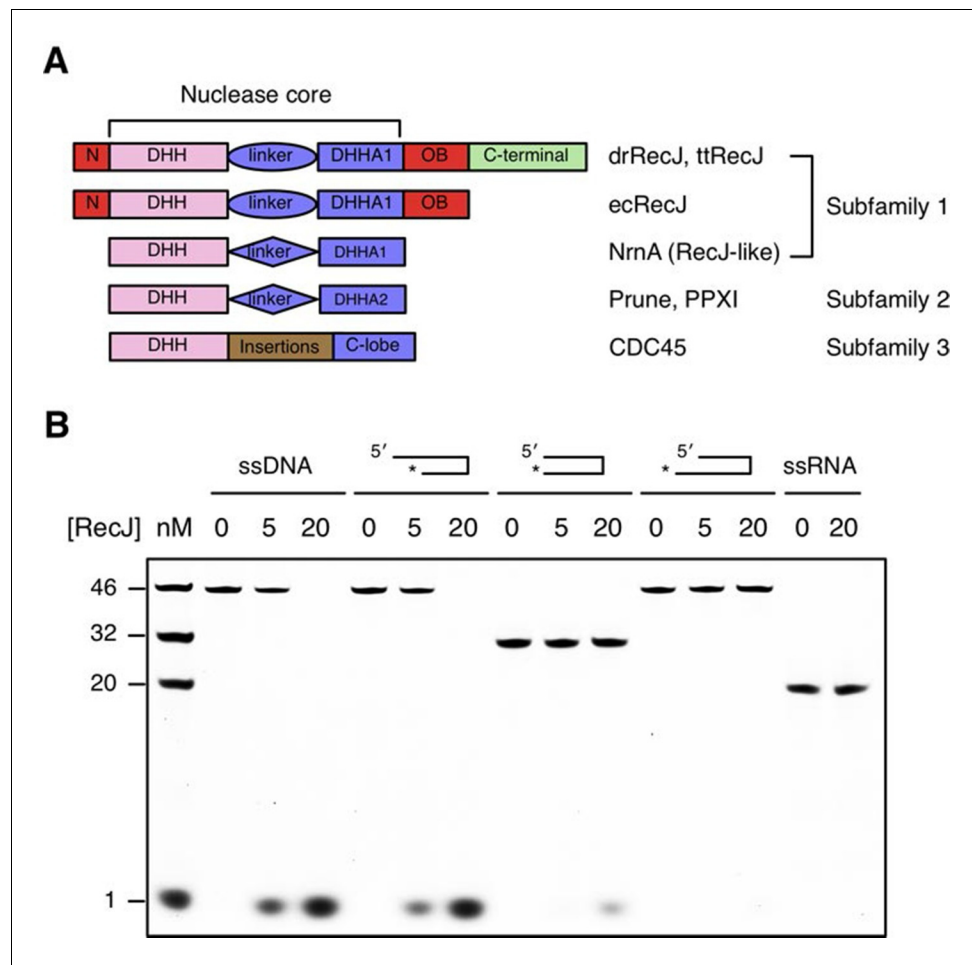 A
Nuclease core
N DHH linker DHHA1 OB C-terminal drRecJ, ttRecJ
N DHH linker DHHA1 OB ecRecJ Subfamily 1
DHH linker DHHA1 NrnA (RecJ-like)
DHH linker DHHA2 Prune, PPXI Subfamily 2
DHH Insertions C-lobe CDC45 Subfamily 3
B
5′ 5′ 5′
ssDNA * * * ssRNA
[RecJ] nM 0 5 20 0 5 20 0 5 20 0 5 20 0 20
46
32
20
1